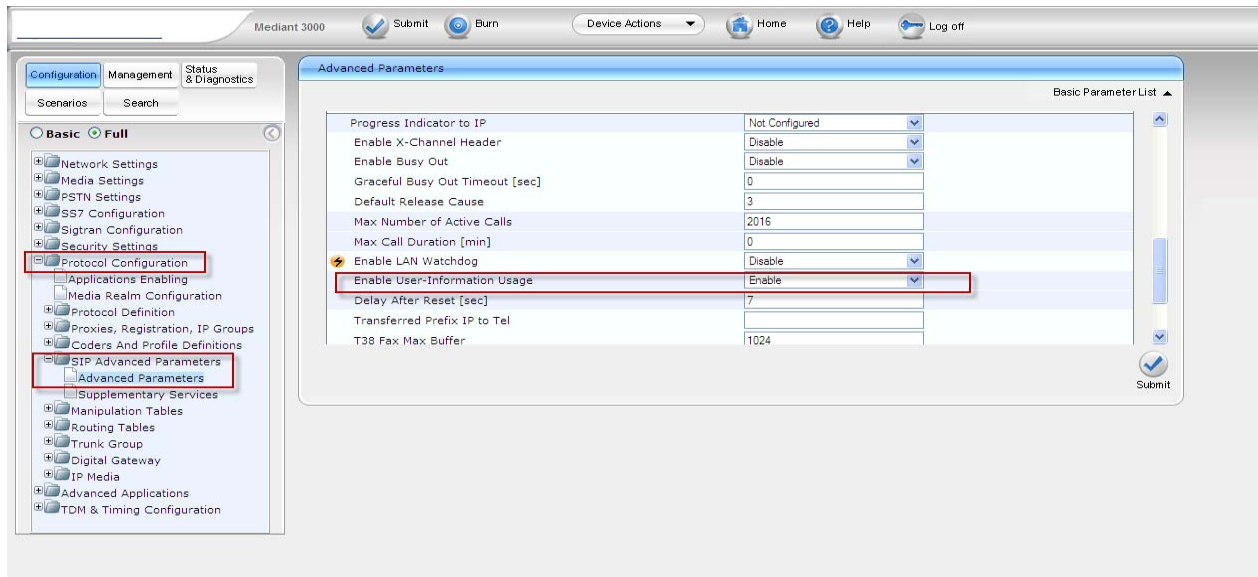 Mediant 3000
Submit
Burn
Device Actions
Home
Help
Log off
Configuration
Management
Status & Diagnostics
Scenarios
Search
Basic
Full
Network Settings
Media Settings
PSTN Settings
SS7 Configuration
Sigtran Configuration
Security Settings
Protocol Configuration
Applications Enabling
Media Realm Configuration
Protocol Definition
Proxies, Registration, IP Groups
Coders And Profile Definitions
SIP Advanced Parameters
Advanced Parameters
Supplementary Services
Manipulation Tables
Routing Tables
Trunk Group
Digital Gateway
IP Media
Advanced Applications
TDM & Timing Configuration
Advanced Parameters
Basic Parameter List
Progress Indicator to IP Not Configured
Enable X-Channel Header Disable
Enable Busy Out Disable
Graceful Busy Out Timeout [sec] 0
Default Release Cause 3
Max Number of Active Calls 2016
Max Call Duration [min] 0
Enable LAN Watchdog Disable
Enable User-Information Usage Enable
Delay After Reset [sec] 7
Transferred Prefix IP to Tel
T38 Fax Max Buffer 1024
Submit